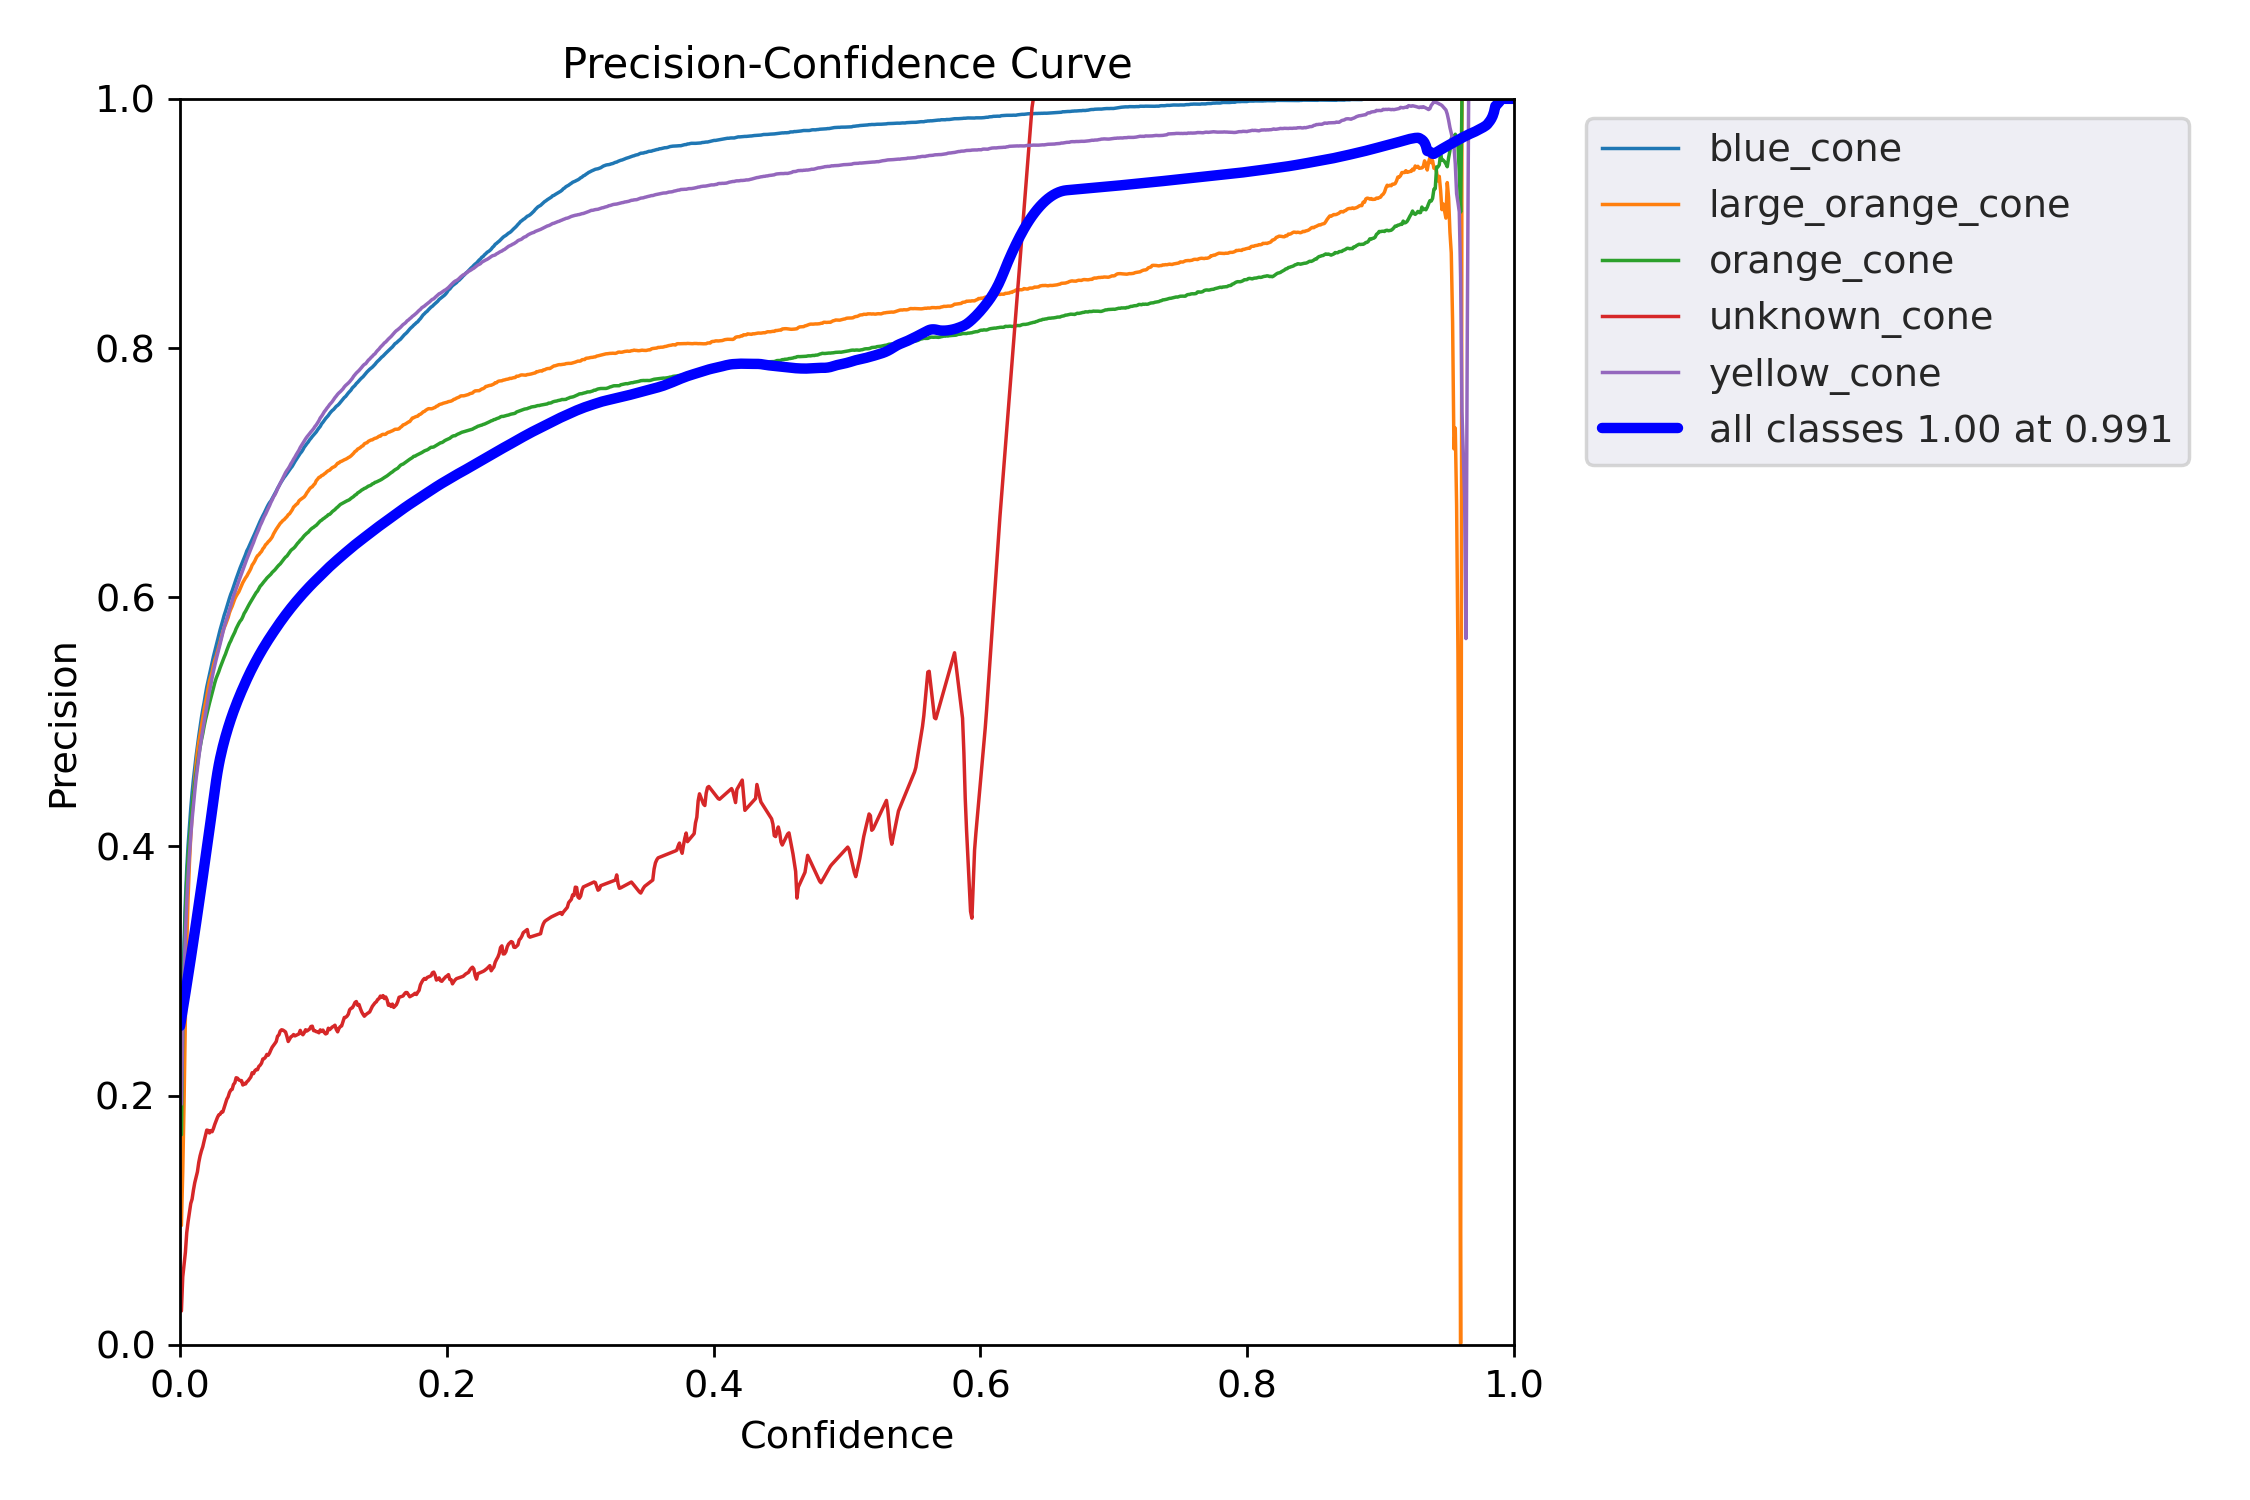 Precision-Confidence Curve
1.0
0.8
0.6
0.4
0.2
0.0
Precision
0.0 0.2 0.4 0.6 0.8 1.0
Confidence
blue_cone
large_orange_cone
orange_cone
unknown_cone
yellow_cone
all classes 1.00 at 0.991